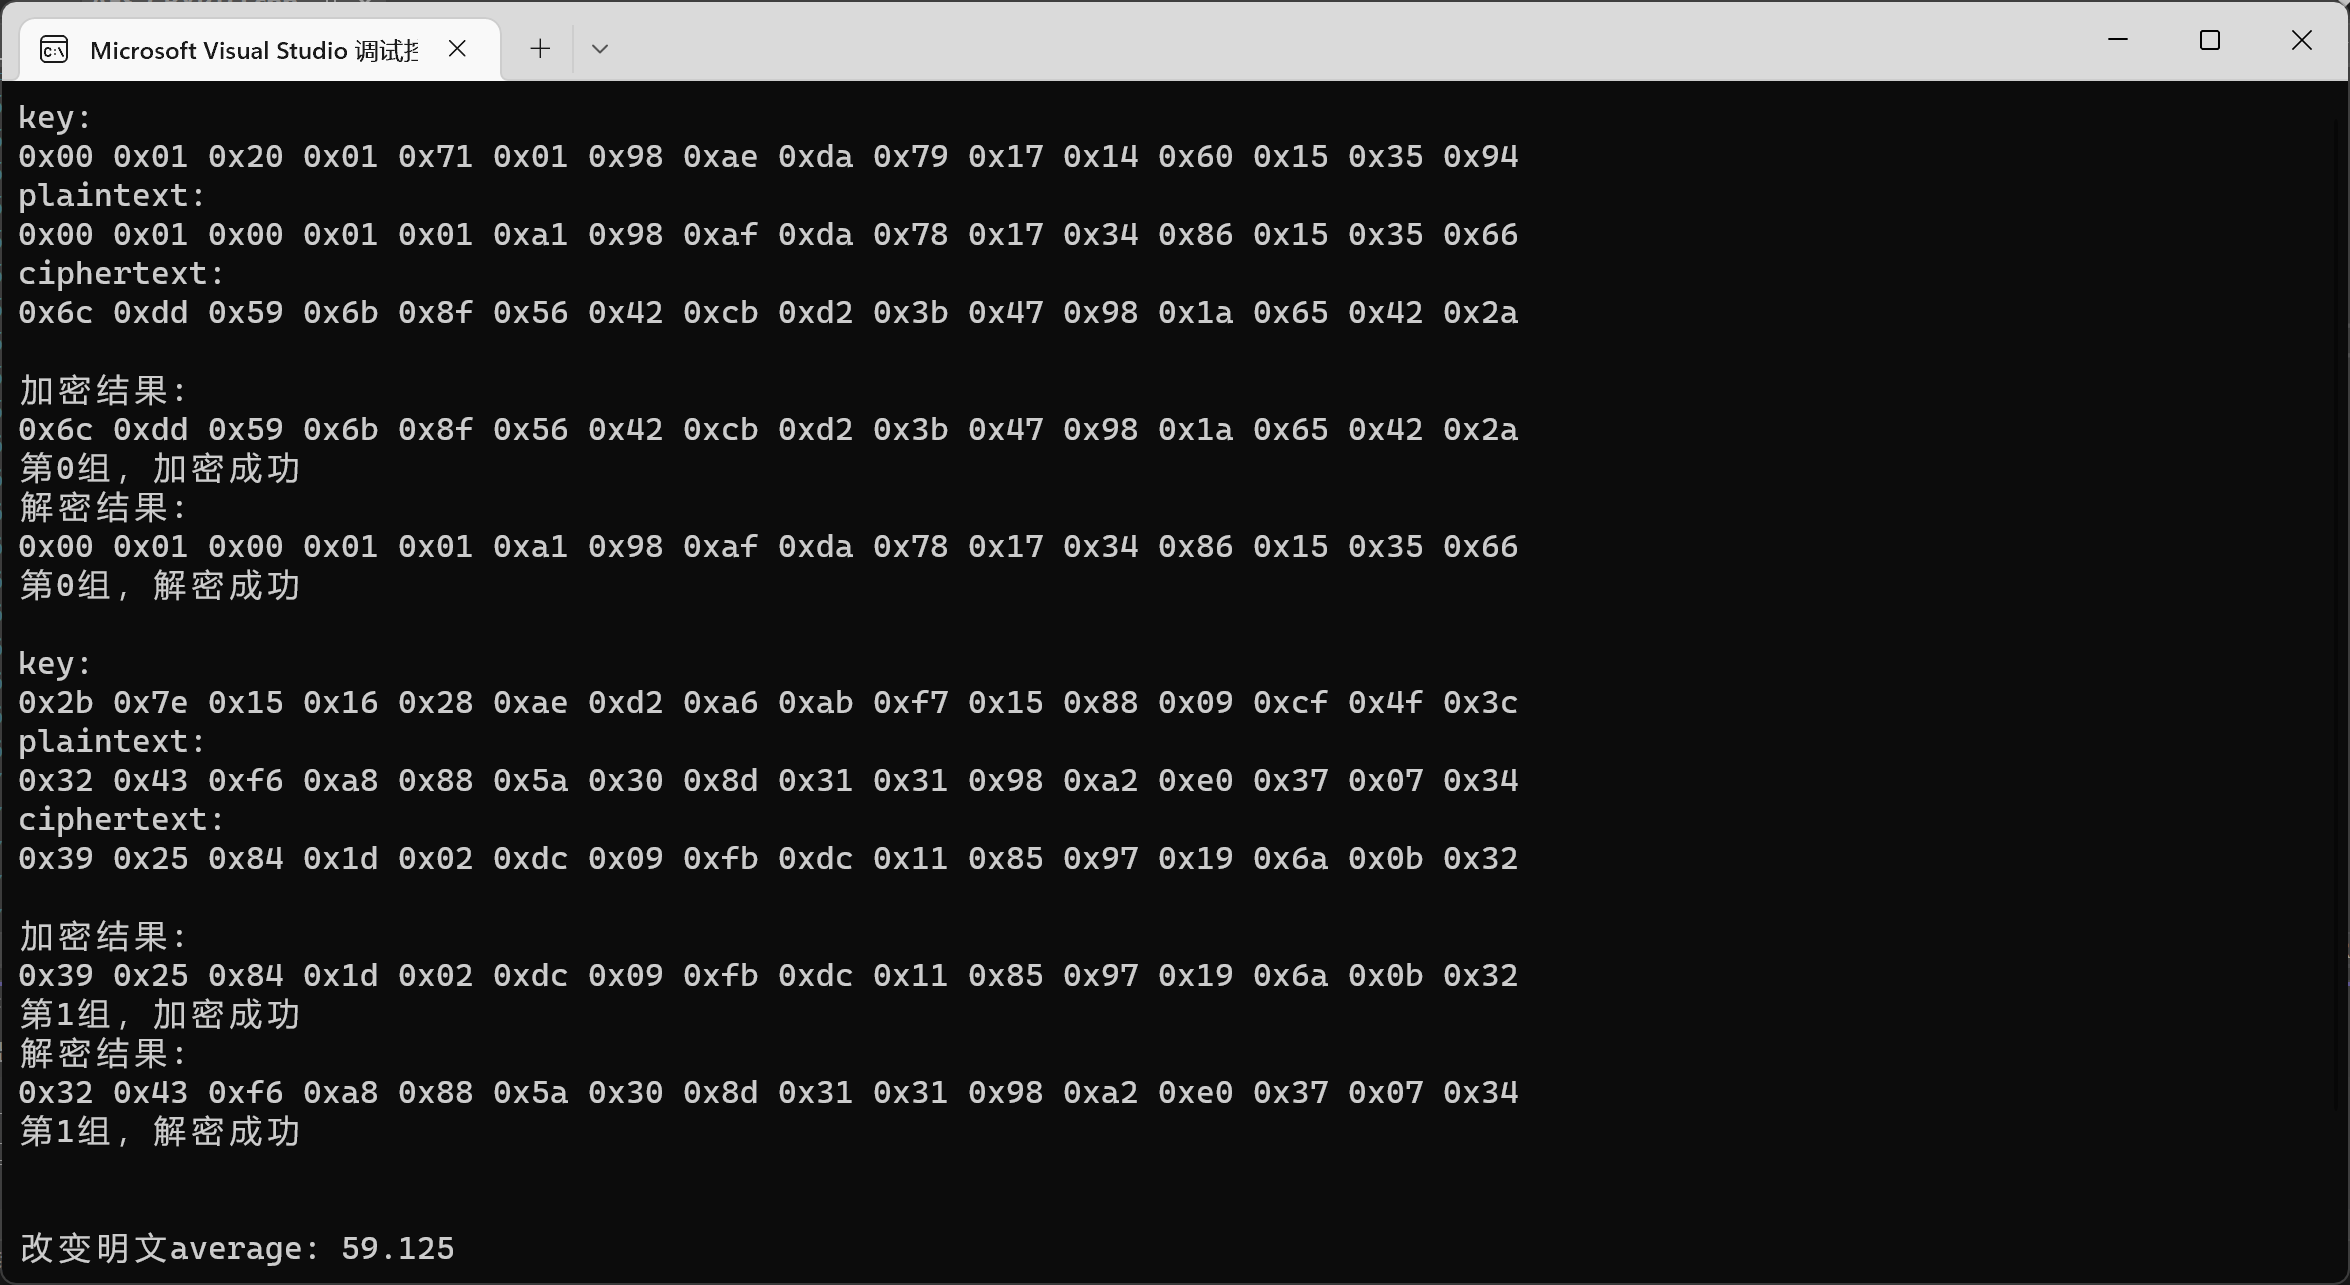 Microsoft Visual Studio 调试
key:
0x00 0x01 0x20 0x01 0x71 0x01 0x98 0xae 0xda 0x79 0x17 0x14 0x60 0x15 0x35 0x94
plaintext:
0x00 0x01 0x00 0x01 0x01 0xa1 0x98 0xaf 0xda 0x78 0x17 0x34 0x86 0x15 0x35 0x66
ciphertext:
0x6c 0xdd 0x59 0x6b 0x8f 0x56 0x42 0xcb 0xd2 0x3b 0x47 0x98 0x1a 0x65 0x42 0x2a
加密结果:
0x6c 0xdd 0x59 0x6b 0x8f 0x56 0x42 0xcb 0xd2 0x3b 0x47 0x98 0x1a 0x65 0x42 0x2a
第0组, 加密成功
解密结果:
0x00 0x01 0x00 0x01 0x01 0xa1 0x98 0xaf 0xda 0x78 0x17 0x34 0x86 0x15 0x35 0x66
第0组, 解密成功
key:
0x2b 0x7e 0x15 0x16 0x28 0xae 0xd2 0xa6 0xab 0xf7 0x15 0x88 0x09 0xcf 0x4f 0x3c
plaintext:
0x32 0x43 0xf6 0xa8 0x88 0x5a 0x30 0x8d 0x31 0x31 0x98 0xa2 0xe0 0x37 0x07 0x34
ciphertext:
0x39 0x25 0x84 0x1d 0x02 0xdc 0x09 0xfb 0xdc 0x11 0x85 0x97 0x19 0x6a 0x0b 0x32
加密结果:
0x39 0x25 0x84 0x1d 0x02 0xdc 0x09 0xfb 0xdc 0x11 0x85 0x97 0x19 0x6a 0x0b 0x32
第1组, 加密成功
解密结果:
0x32 0x43 0xf6 0xa8 0x88 0x5a 0x30 0x8d 0x31 0x31 0x98 0xa2 0xe0 0x37 0x07 0x34
第1组, 解密成功
改变明文average: 59.125